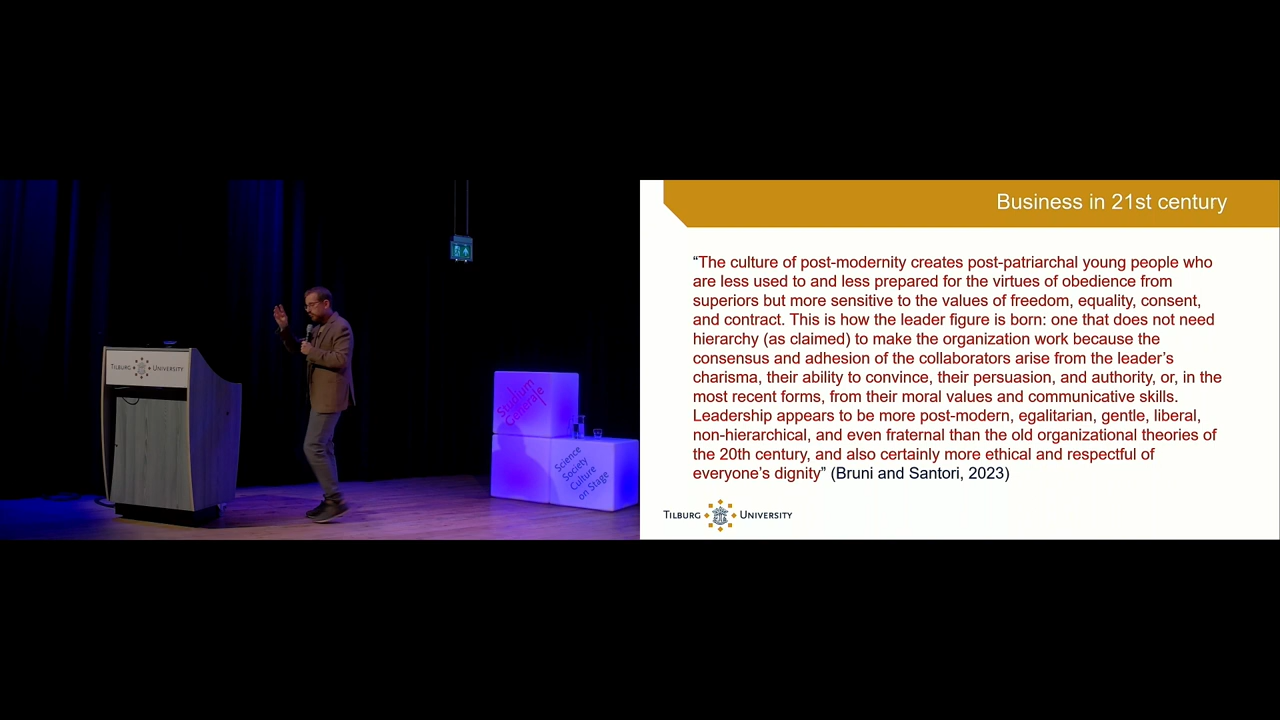 TILBURG UNIVERSITY
Studium
Generale
Science
Society
Culture
on Stage
Business in 21st century
“The culture of post-modernity creates post-patriarchal young people who
are less used to and less prepared for the virtues of obedience from
superiors but more sensitive to the values of freedom, equality, consent,
and contract. This is how the leader figure is born: one that does not need
hierarchy (as claimed) to make the organization work because the
consensus and adhesion of the collaborators arise from the leader’s
charisma, their ability to convince, their persuasion, and authority, or, in the
most recent forms, from their moral values and communicative skills.
Leadership appears to be more post-modern, egalitarian, gentle, liberal,
non-hierarchical, and even fraternal than the old organizational theories of
the 20th century, and also certainly more ethical and respectful of
everyone’s dignity” (Bruni and Santori, 2023)
TILBURG UNIVERSITY